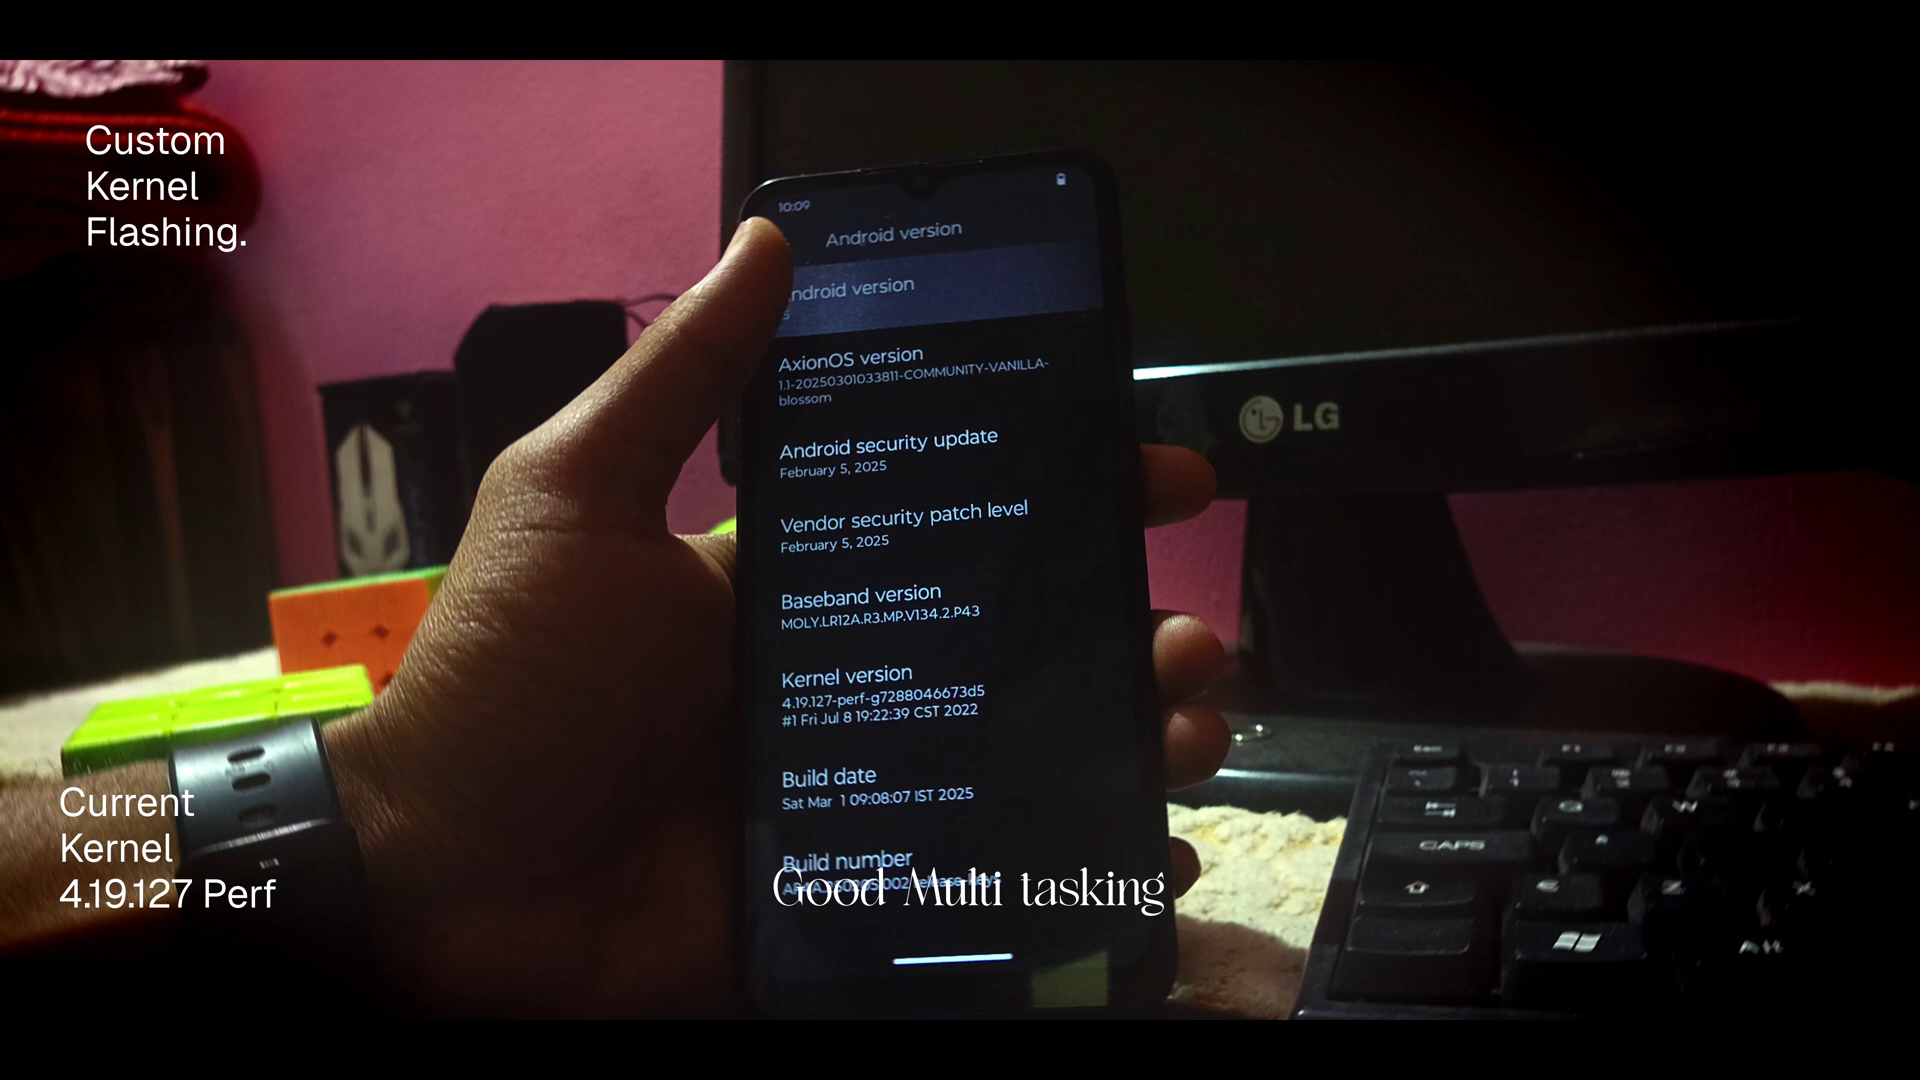 Custom
Kernel
Flashing.
10:09
Android version
ndroid version
AxionOS version
1.1-20250301033811-COMMUNITY-VANILLA-
blossom
Android security update
February 5, 2025
Vendor security patch level
February 5, 2025
Baseband version
MOLY.LR12A.R3.MP.V134.2.P43
Kernel version
4.19.127-perf-g7288046673d5
#1 Fri Jul 8 19:22:39 CST 2022
Build date
Sat Mar 1 09:08:07 IST 2025
Build number
Good Multi tasking
Current
Kernel
4.19.127 Perf
LG
CAPS
Q
W
Z
X
Alt